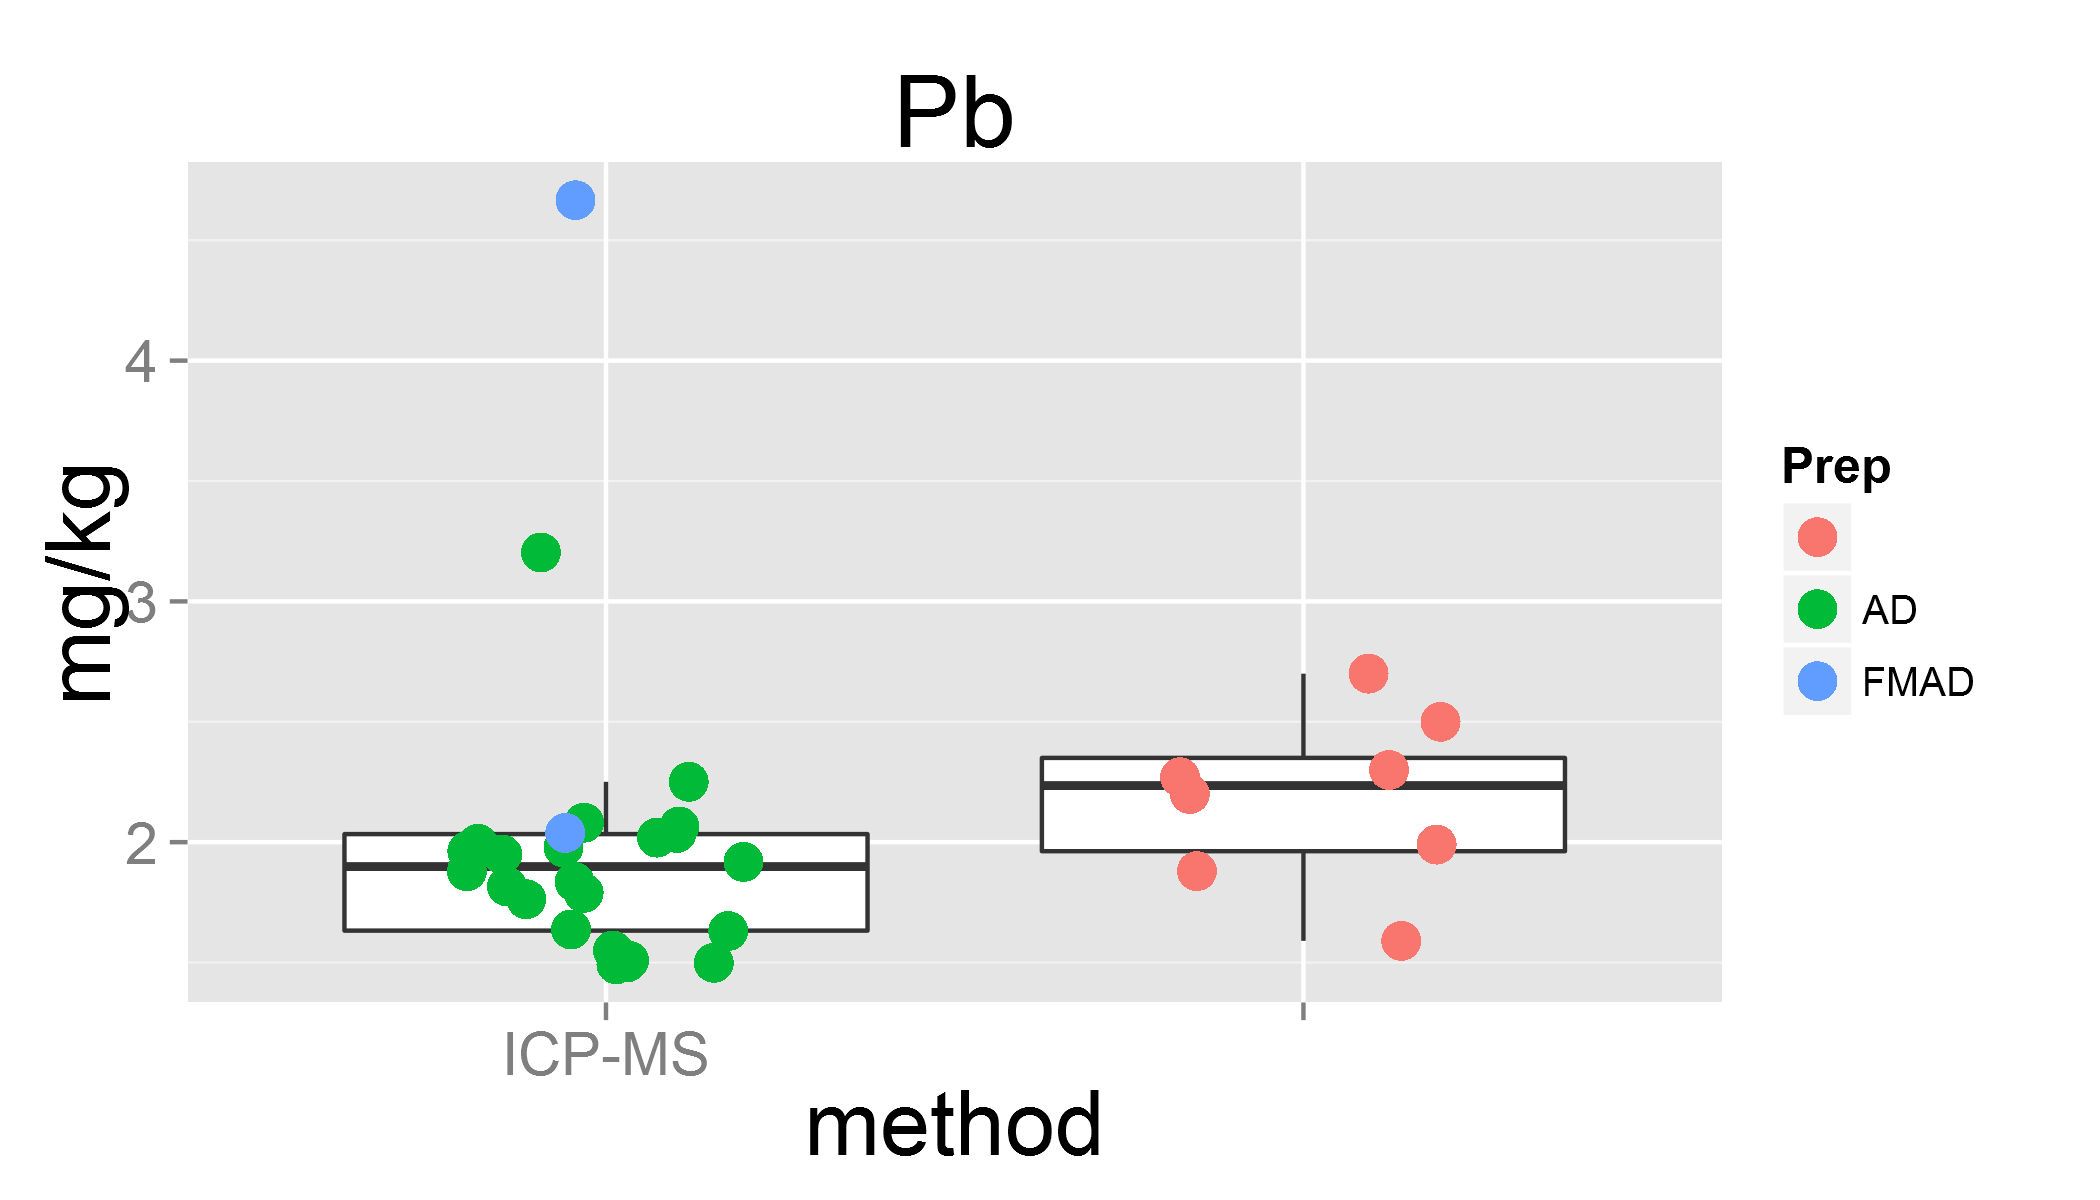 Pb
mg/kg
4
3
2
ICP-MS
method
Prep
AD
FMAD